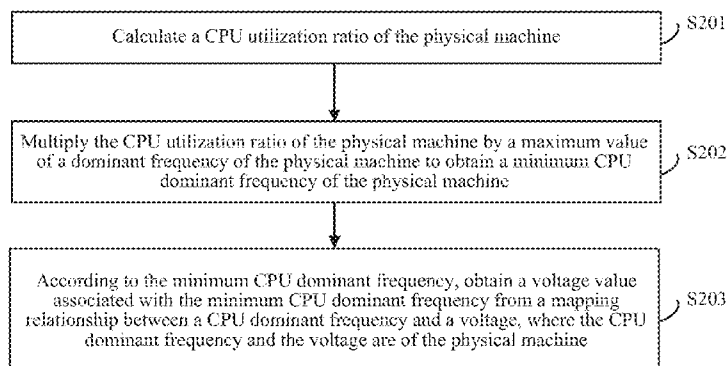 Calculate a CPU utilization ratio of the physical machine
S201
Multiply the CPU utilization ratio of the physical machine by a maximum value
of a dominant frequency of the physical machine to obtain a minimum CPU
dominant frequency of the physical machine
S202
According to the minimum CPU dominant frequency, obtain a voltage value
associated with the minimum CPU dominant frequency from a mapping
relationship between a CPU dominant frequency and a voltage, where the CPU
dominant frequency and the voltage are of the physical machine
S203